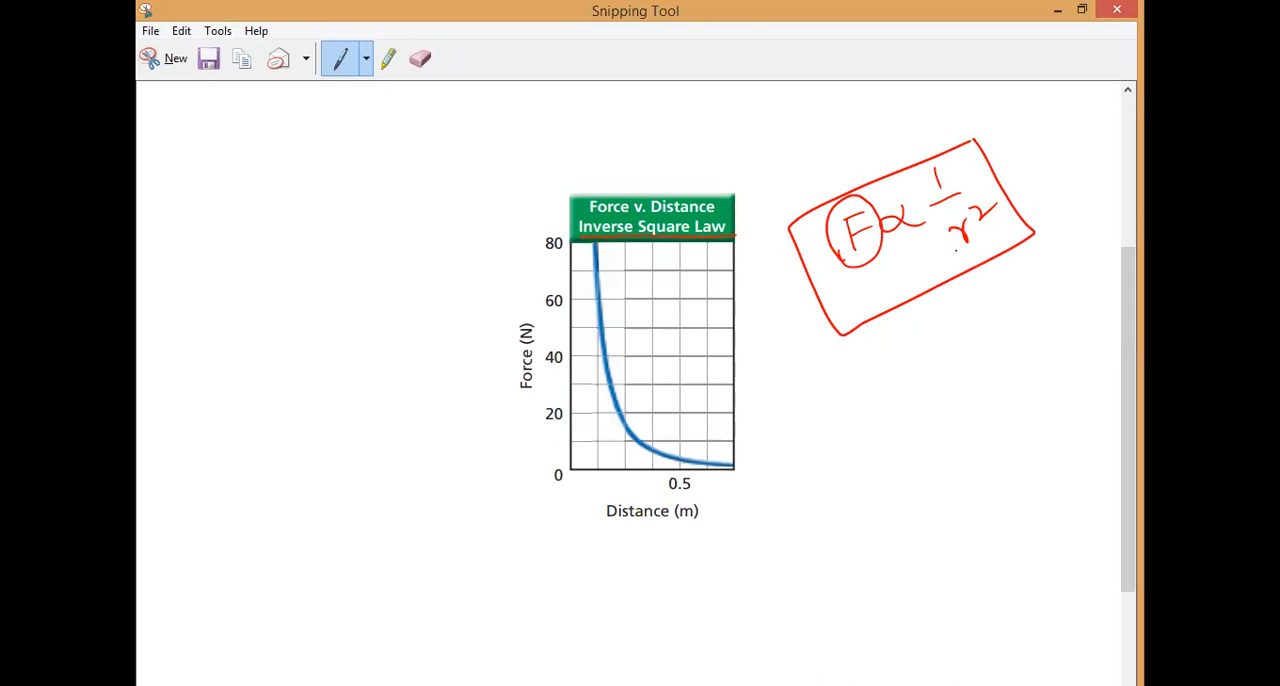 Snipping Tool
File Edit Tools Help
New
Force v. Distance
Inverse Square Law
F ∝ 1/r²
80
60
40
20
0
Force (N)
0.5
Distance (m)